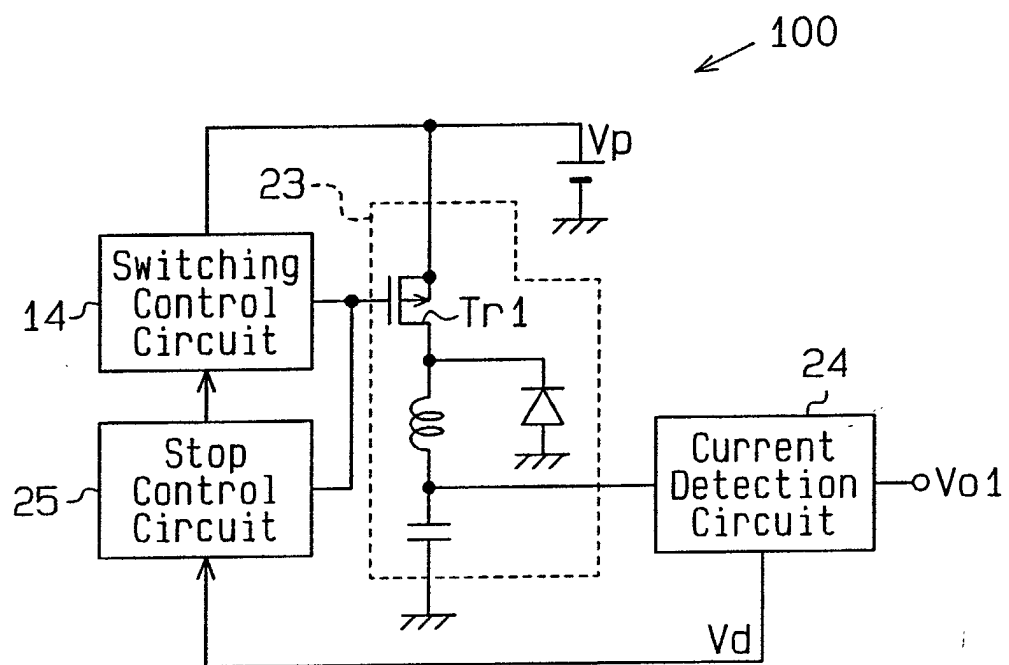 100
Vp
23
Switching
Control
Circuit
14
Tr1
24
Stop
Control
Circuit
25
Current
Detection
Circuit
Vo1
Vd